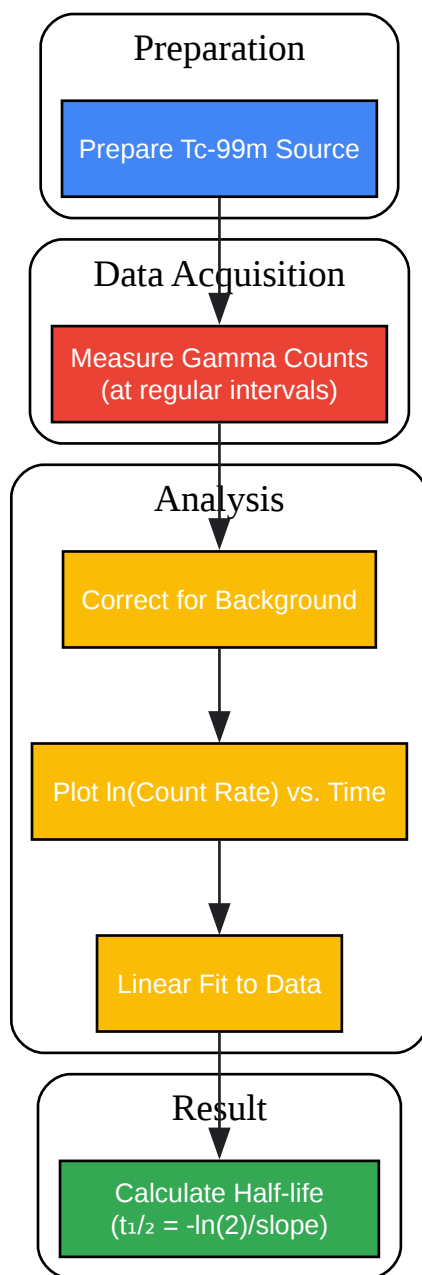 Preparation
Prepare Tc-99m Source
Data Acquisition
Measure Gamma Counts
(at regular intervals)
Analysis
Correct for Background
Plot ln(Count Rate) vs. Time
Linear Fit to Data
Result
Calculate Half-life
(t₁/₂ = -ln(2)/slope)